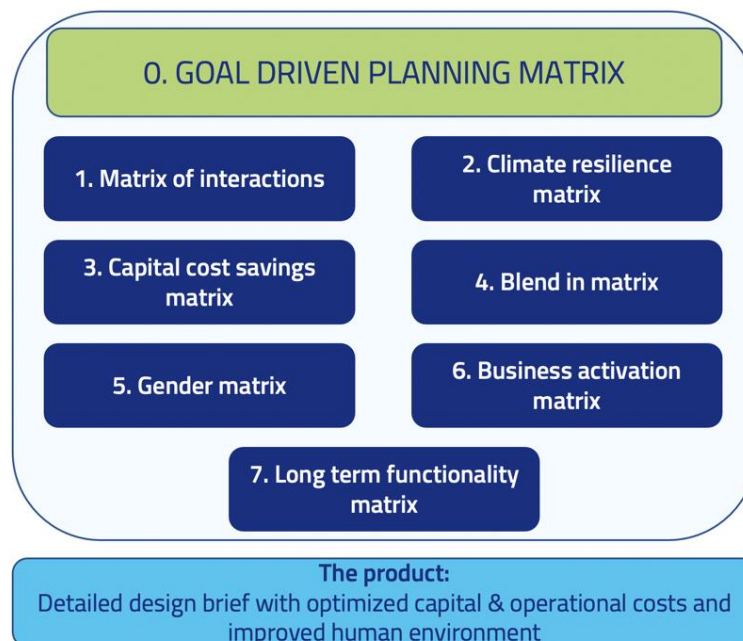 0. GOAL DRIVEN PLANNING MATRIX
1. Matrix of interactions
2. Climate resilience
matrix
3. Capital cost savings
matrix
4. Blend in matrix
5. Gender matrix
6. Business activation
matrix
7. Long term functionality
matrix
The product:
Detailed design brief with optimized capital & operational costs and
improved human environment